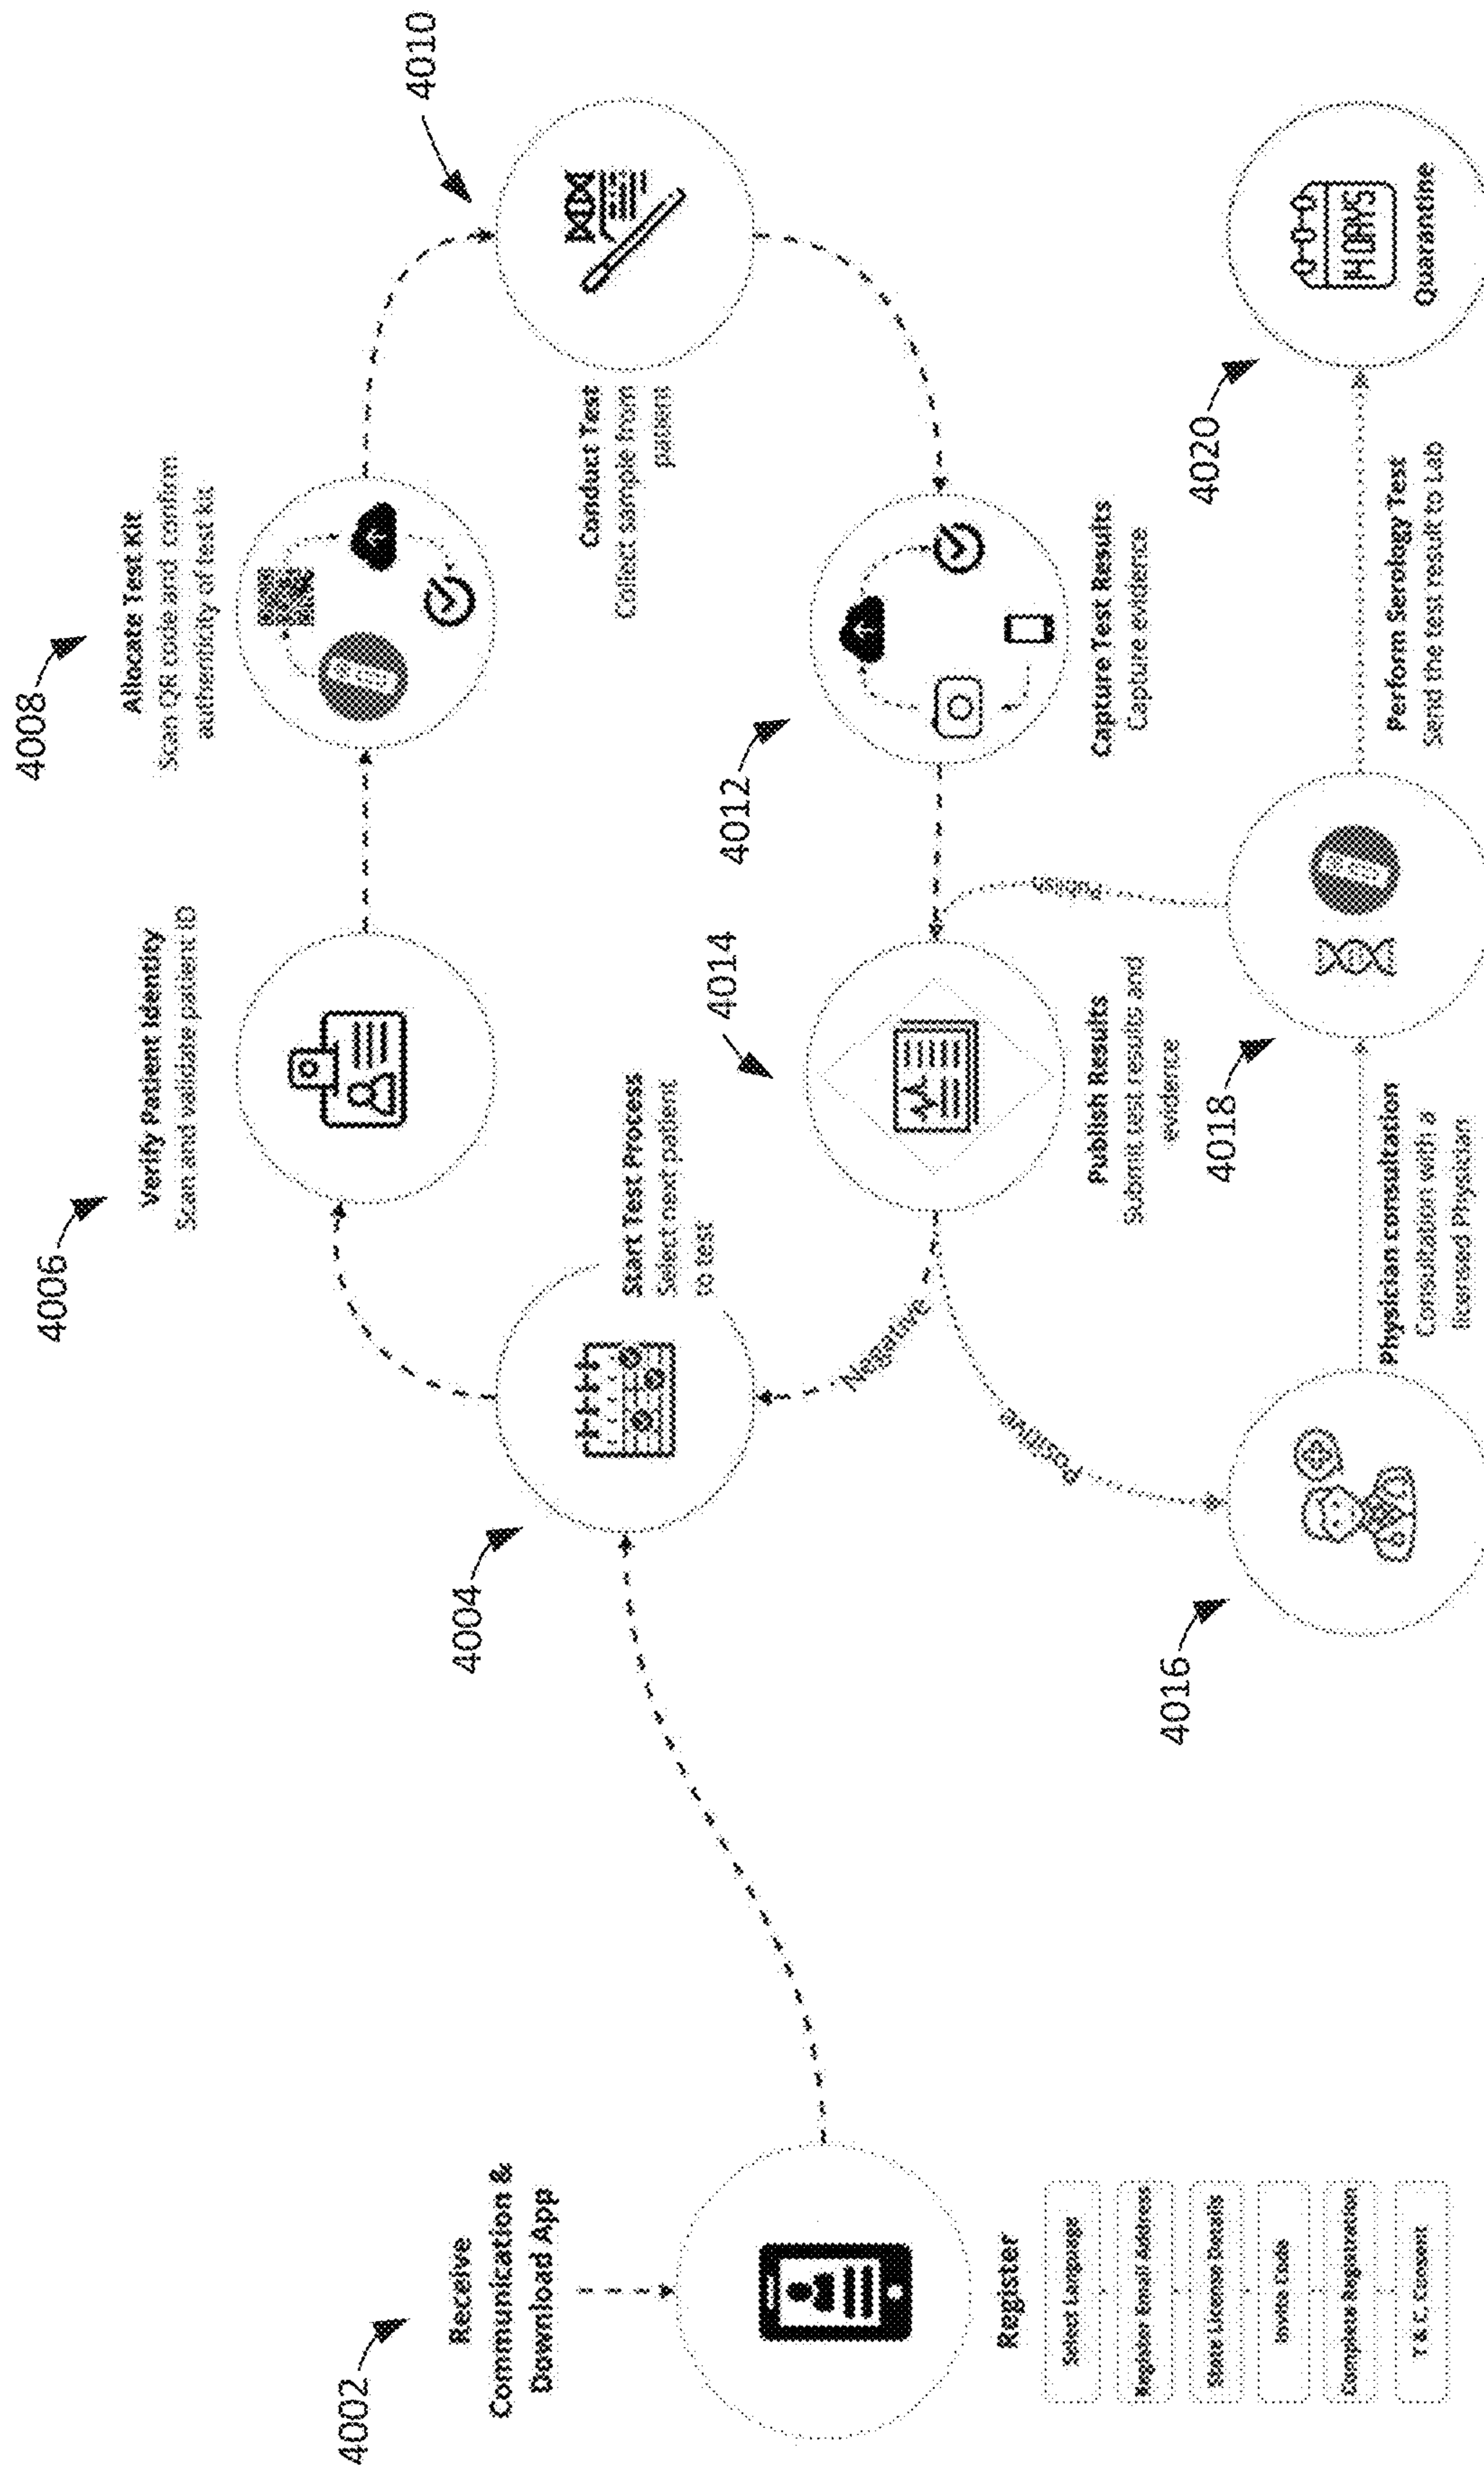 4002
Receive
Communication &
Download App
Register
Select Language
Register Email Address
State License Details
Invite Code
Complete Registration
T & C, Consent
4004
Start Test Process
Select next patient
to test
4006
Verify Patient Identity
Scan and validate patient ID
4008
Allocate Test Kit
Scan QR code and confirm
authenticity of test kit
4010
Conduct Test
Collect sample from
patient
4012
Capture Test Results
Capture evidence
4014
Publish Results
Submit test results and
evidence
Negative
Positive
4016
Physician consultation
Consultation with a
licensed Physician
4018
Perform Serology Test
Send the test result to Lab
4020
14 DAYS
Quarantine